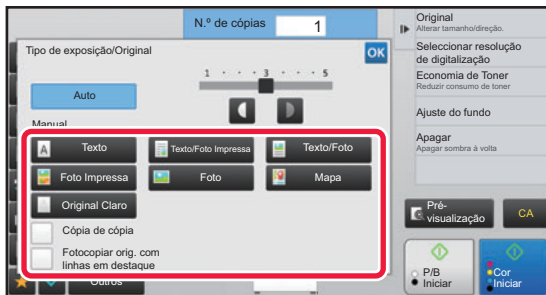 N.º de cópias
1
Tipo de exposição/Original
OK
1 · · · 3 · · · 5
Auto
Manual
A
Texto
Texto/Foto Impressa
Texto/Foto
Foto Impressa
Foto
Mapa
Original Claro
Cópia de cópia
Fotocopiar orig. com
linhas em destaque
Outros
Original
Alterar tamanho/direção.
Seleccionar resolução
de digitalização
Economia de Toner
Reduzir consumo de toner
Ajuste do fundo
Apagar
Apagar sombra à volta
Pré-
visualização
CA
P/B
Iniciar
Cor
Iniciar